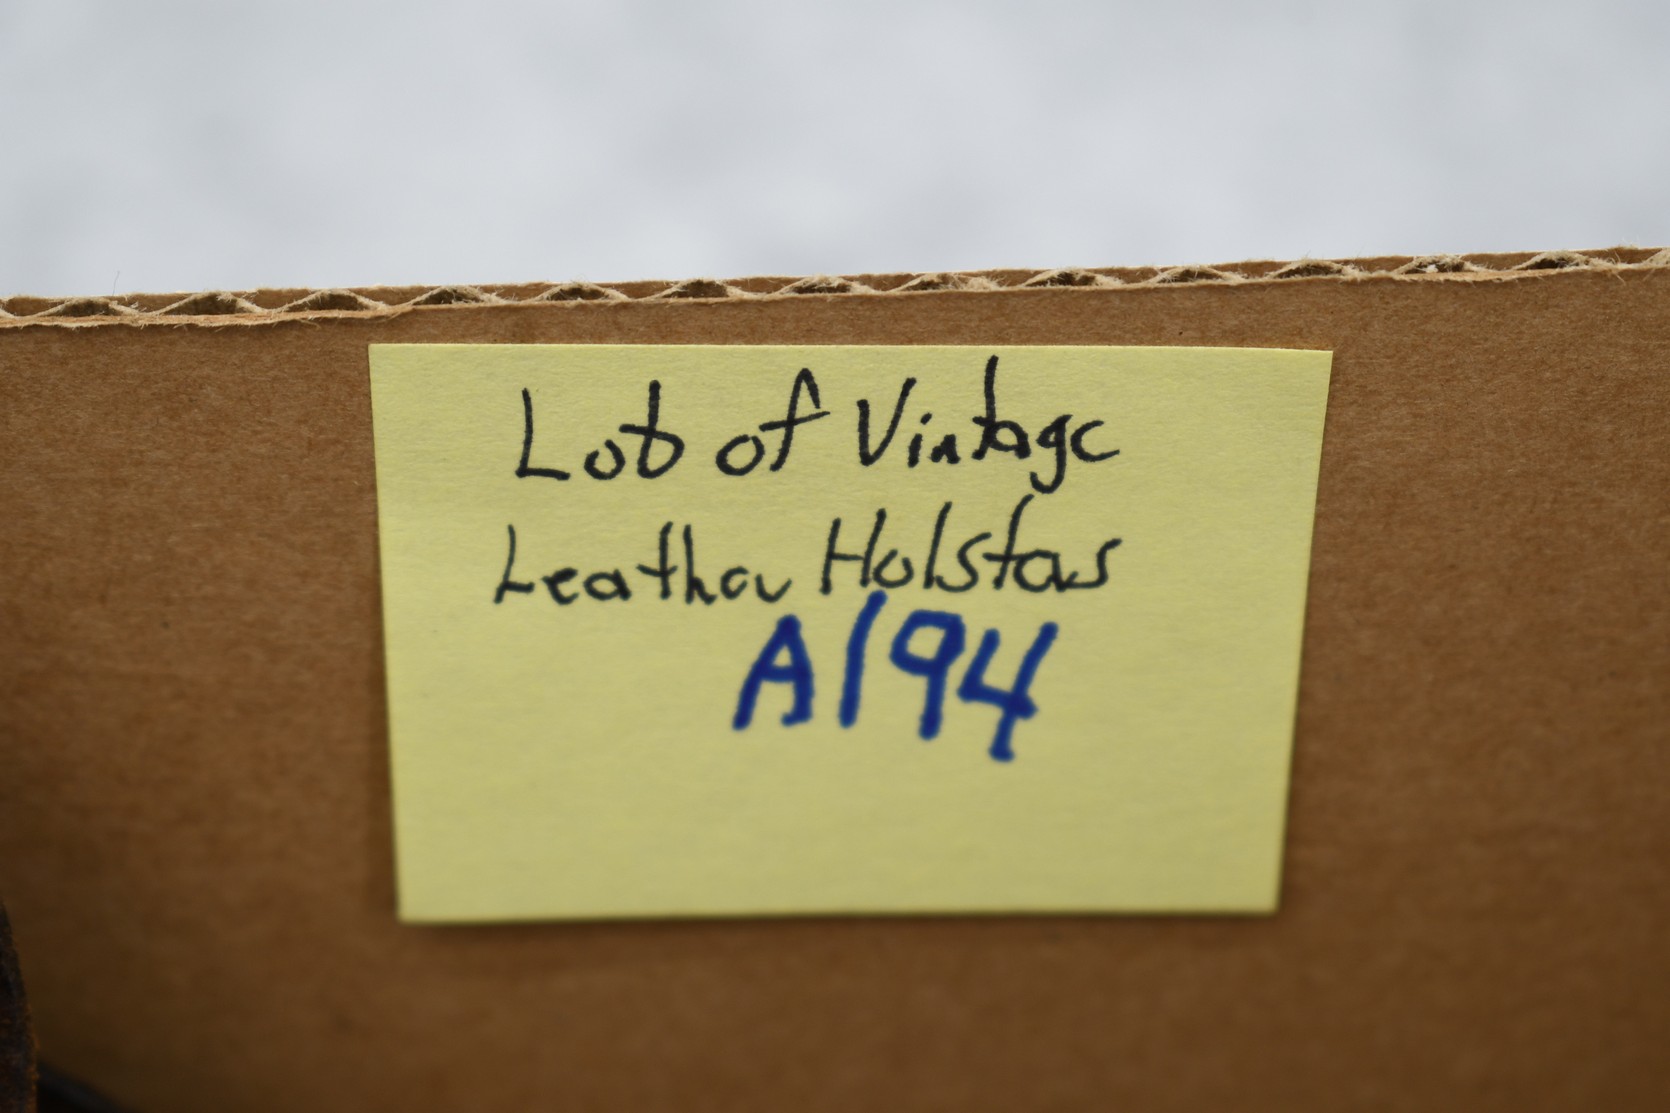 Lot of Vintage
Leather Holsters
A194